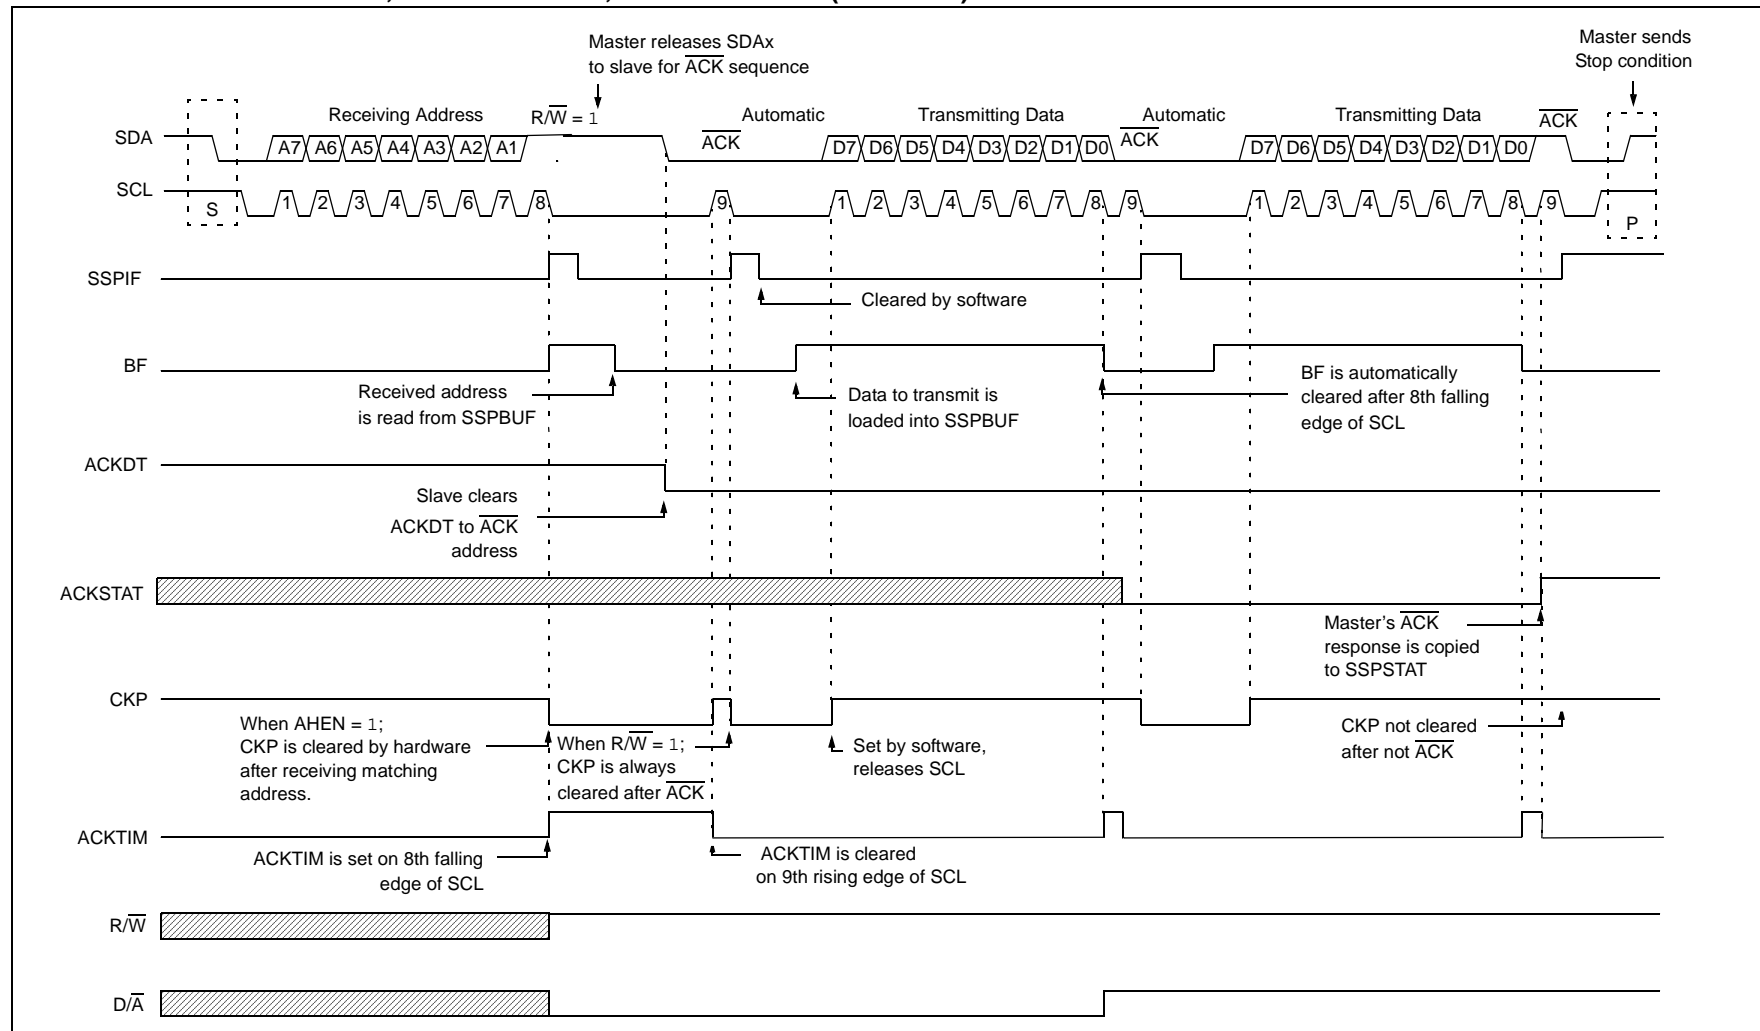 Master releases SDAx
to slave for ACK sequence
Master sends
Stop condition
Receiving Address
R/W = 1
Automatic
Transmitting Data
Automatic
Transmitting Data
ACK
SDA
A7 A6 A5 A4 A3 A2 A1
ACK
D7 D6 D5 D4 D3 D2 D1 D0
ACK
D7 D6 D5 D4 D3 D2 D1 D0
SCL
S
1 2 3 4 5 6 7 8 9
1 2 3 4 5 6 7 8 9
1 2 3 4 5 6 7 8 9
P
SSPIF
Cleared by software
BF
Received address
is read from SSPBUF
Data to transmit is
loaded into SSPBUF
BF is automatically
cleared after 8th falling
edge of SCL
ACKDT
Slave clears
ACKDT to ACK
address
ACKSTAT
Master's ACK
response is copied
to SSPSTAT
CKP
When AHEN = 1;
CKP is cleared by hardware
after receiving matching
address.
When R/W = 1;
CKP is always
cleared after ACK
Set by software,
releases SCL
CKP not cleared
after not ACK
ACKTIM
ACKTIM is set on 8th falling
edge of SCL
ACKTIM is cleared
on 9th rising edge of SCL
R/W
D/A